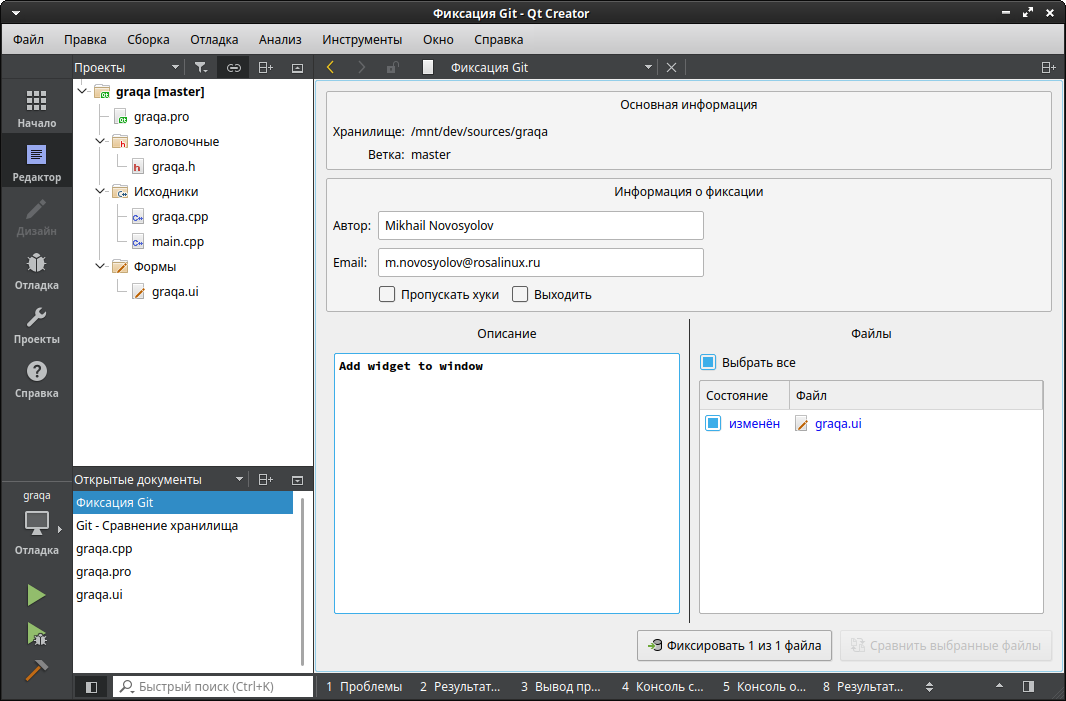 Фиксация Git - Qt Creator
Файл Правка Сборка Отладка Анализ Инструменты Окно Справка
Проекты
Фиксация Git
Начало
Редактор
Дизайн
Отладка
Проекты
Справка
graqa
Отладка
graqa [master]
graqa.pro
Заголовочные
graqa.h
Исходники
graqa.cpp
main.cpp
Формы
graqa.ui
Открытые документы
Фиксация Git
Git - Сравнение хранилища
graqa.cpp
graqa.pro
graqa.ui
Основная информация
Хранилище: /mnt/dev/sources/graqa
Ветка: master
Информация о фиксации
Автор: Mikhail Novosyolov
Email: m.novosyolov@rosalinux.ru
Пропускать хуки Выходить
Описание
Add widget to window
Файлы
Выбрать все
Состояние Файл
изменён graqa.ui
Фиксировать 1 из 1 файла Сравнить выбранные файлы
Быстрый поиск (Ctrl+K) 1 Проблемы 2 Результат... 3 Вывод пр... 4 Консоль с... 5 Консоль о... 8 Результат...